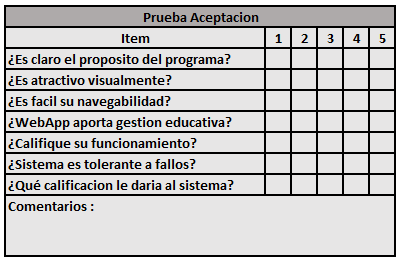 Prueba Aceptacion
Item 1 2 3 4 5
¿Es claro el proposito del programa?
¿Es atractivo visualmente?
¿Es facil su navegabilidad?
¿WebApp aporta gestion educativa?
¿Califique su funcionamiento?
¿Sistema es tolerante a fallos?
¿Qué calificacion le daria al sistema?
Comentarios :